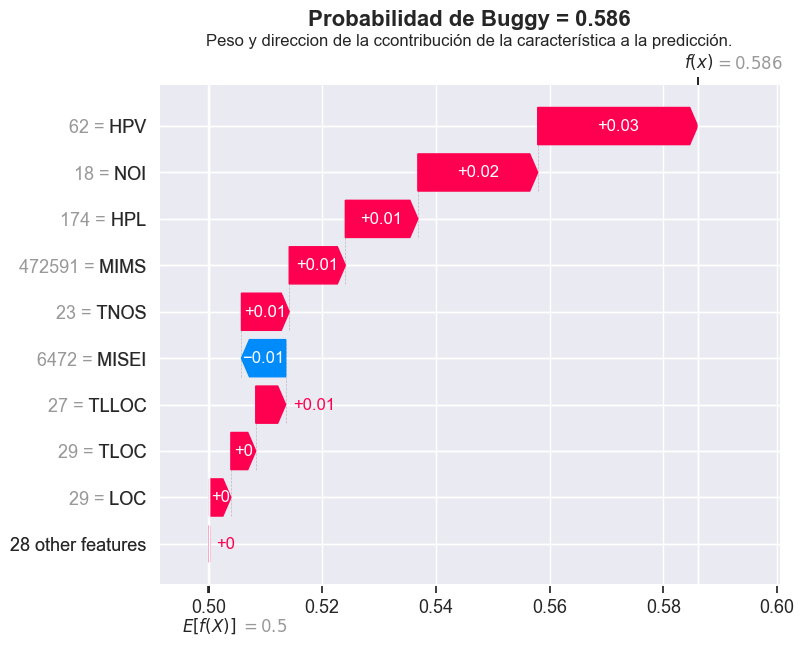 Probabilidad de Buggy = 0.586
Peso y direccion de la ccontribución de la característica a la predicción.
f(x) = 0.586
62 = HPV +0.03
18 = NOI +0.02
174 = HPL +0.01
472591 = MIMS +0.01
23 = TNOS +0.01
6472 = MISEI −0.01
27 = TLLOC +0.01
29 = TLOC +0
29 = LOC +0
28 other features +0
0.50 0.52 0.54 0.56 0.58 0.60
E[f(X)] = 0.5